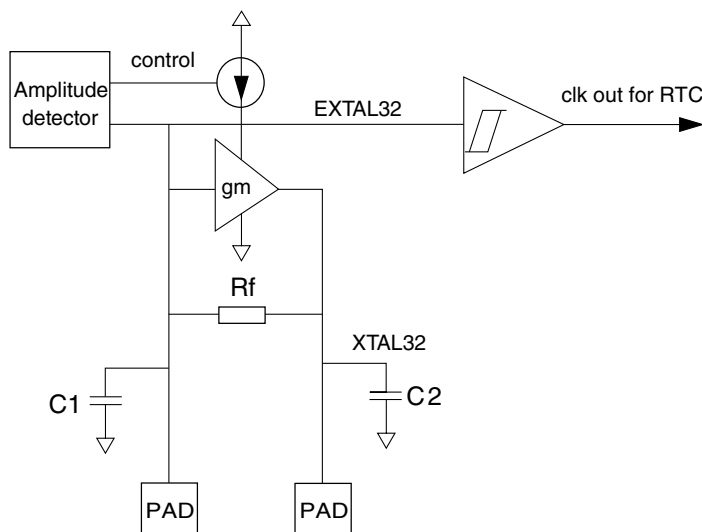 control
Amplitude
detector
EXTAL32
clk out for RTC
gm
Rf
XTAL32
C1
C2
PAD
PAD